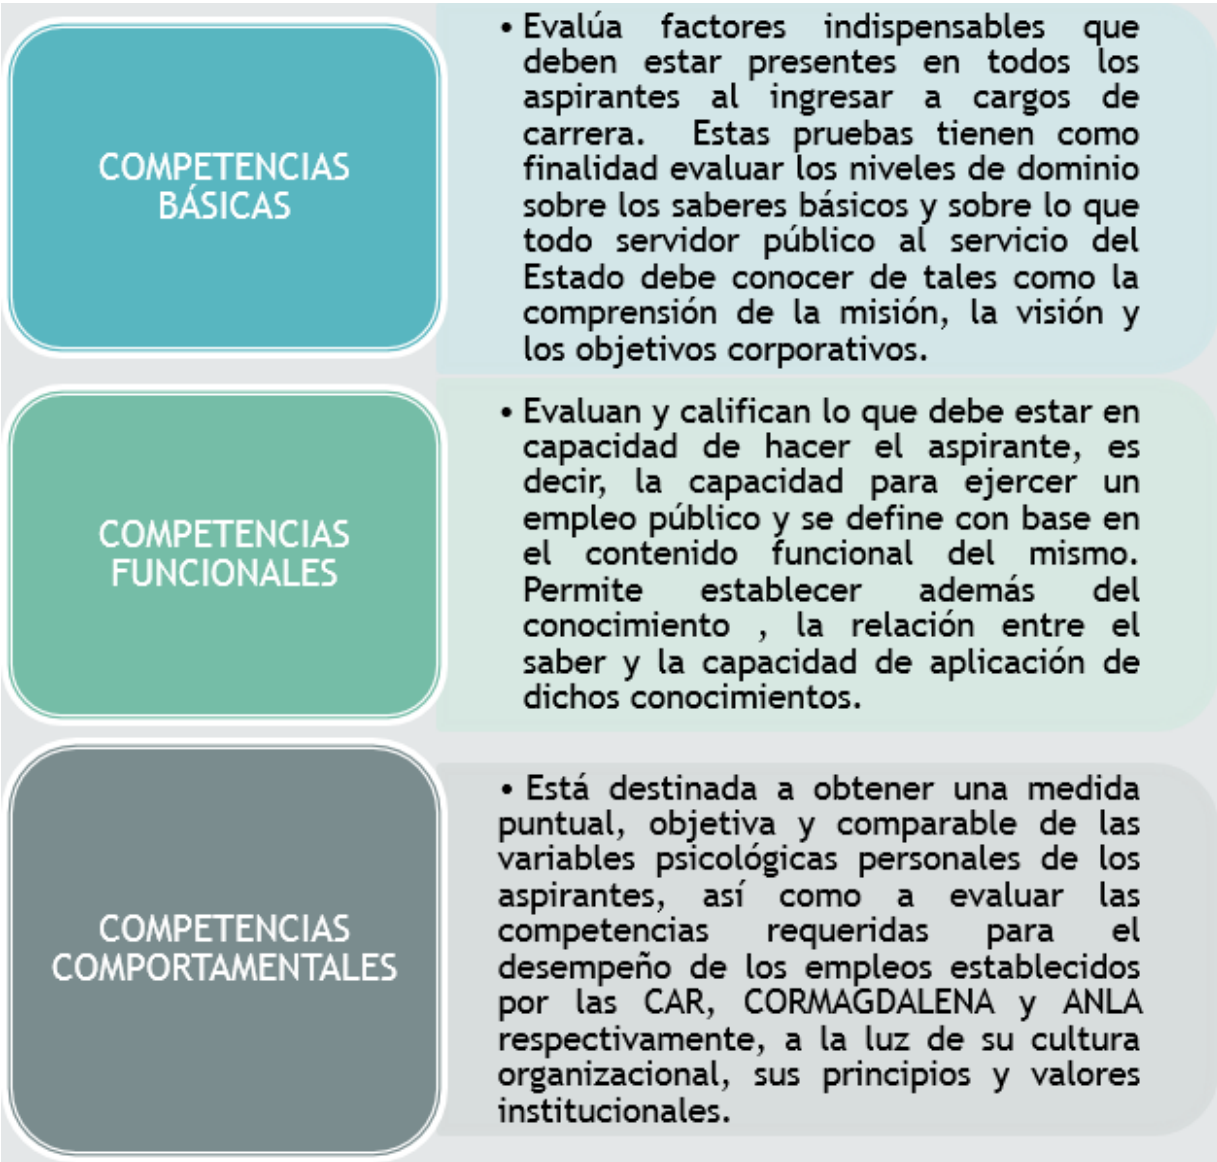 COMPETENCIAS
BÁSICAS
• Evalúa factores indispensables que
deben estar presentes en todos los
aspirantes al ingresar a cargos de
carrera. Estas pruebas tienen como
finalidad evaluar los niveles de dominio
sobre los saberes básicos y sobre lo que
todo servidor público al servicio del
Estado debe conocer de tales como la
comprensión de la misión, la visión y
los objetivos corporativos.
COMPETENCIAS
FUNCIONALES
• Evaluan y califican lo que debe estar en
capacidad de hacer el aspirante, es
decir, la capacidad para ejercer un
empleo público y se define con base en
el contenido funcional del mismo.
Permite establecer además del
conocimiento , la relación entre el
saber y la capacidad de aplicación de
dichos conocimientos.
COMPETENCIAS
COMPORTAMENTALES
• Está destinada a obtener una medida
puntual, objetiva y comparable de las
variables psicológicas personales de los
aspirantes, así como a evaluar las
competencias requeridas para el
desempeño de los empleos establecidos
por las CAR, CORMAGDALENA y ANLA
respectivamente, a la luz de su cultura
organizacional, sus principios y valores
institucionales.